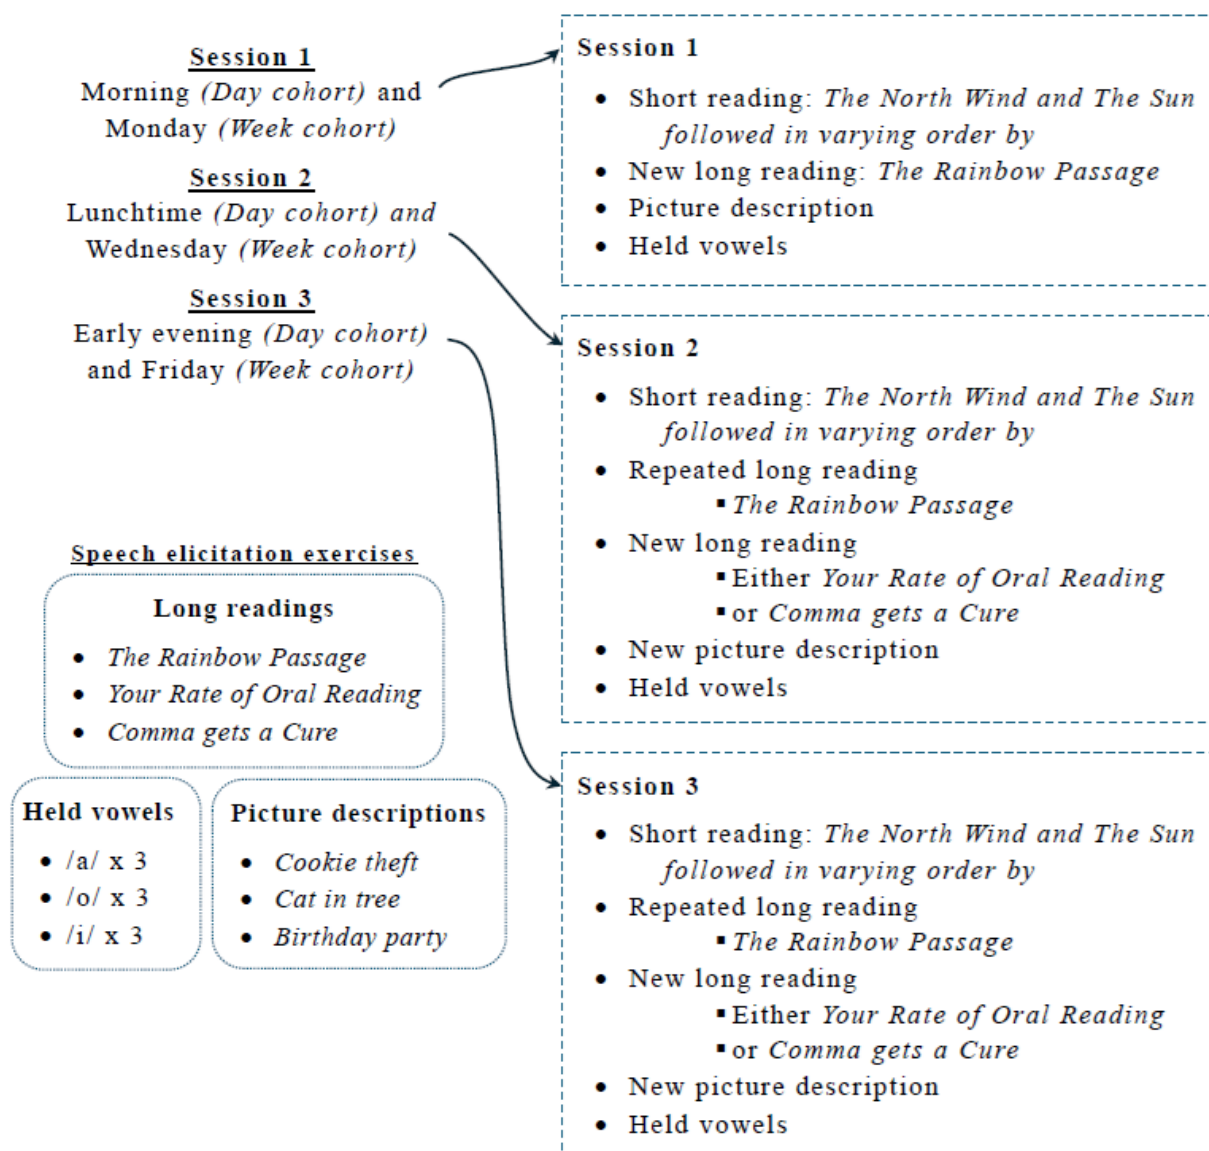 Session 1
Morning (Day cohort) and
Monday (Week cohort)
Session 2
Lunchtime (Day cohort) and
Wednesday (Week cohort)
Session 3
Early evening (Day cohort)
and Friday (Week cohort)
Speech elicitation exercises
Long readings
• The Rainbow Passage
• Your Rate of Oral Reading
• Comma gets a Cure
Held vowels
• /a/ x 3
• /o/ x 3
• /i/ x 3
Picture descriptions
• Cookie theft
• Cat in tree
• Birthday party
Session 1
• Short reading: The North Wind and The Sun
followed in varying order by
• New long reading: The Rainbow Passage
• Picture description
• Held vowels
Session 2
• Short reading: The North Wind and The Sun
followed in varying order by
• Repeated long reading
▪ The Rainbow Passage
• New long reading
▪ Either Your Rate of Oral Reading
▪ or Comma gets a Cure
• New picture description
• Held vowels
Session 3
• Short reading: The North Wind and The Sun
followed in varying order by
• Repeated long reading
▪ The Rainbow Passage
• New long reading
▪ Either Your Rate of Oral Reading
▪ or Comma gets a Cure
• New picture description
• Held vowels